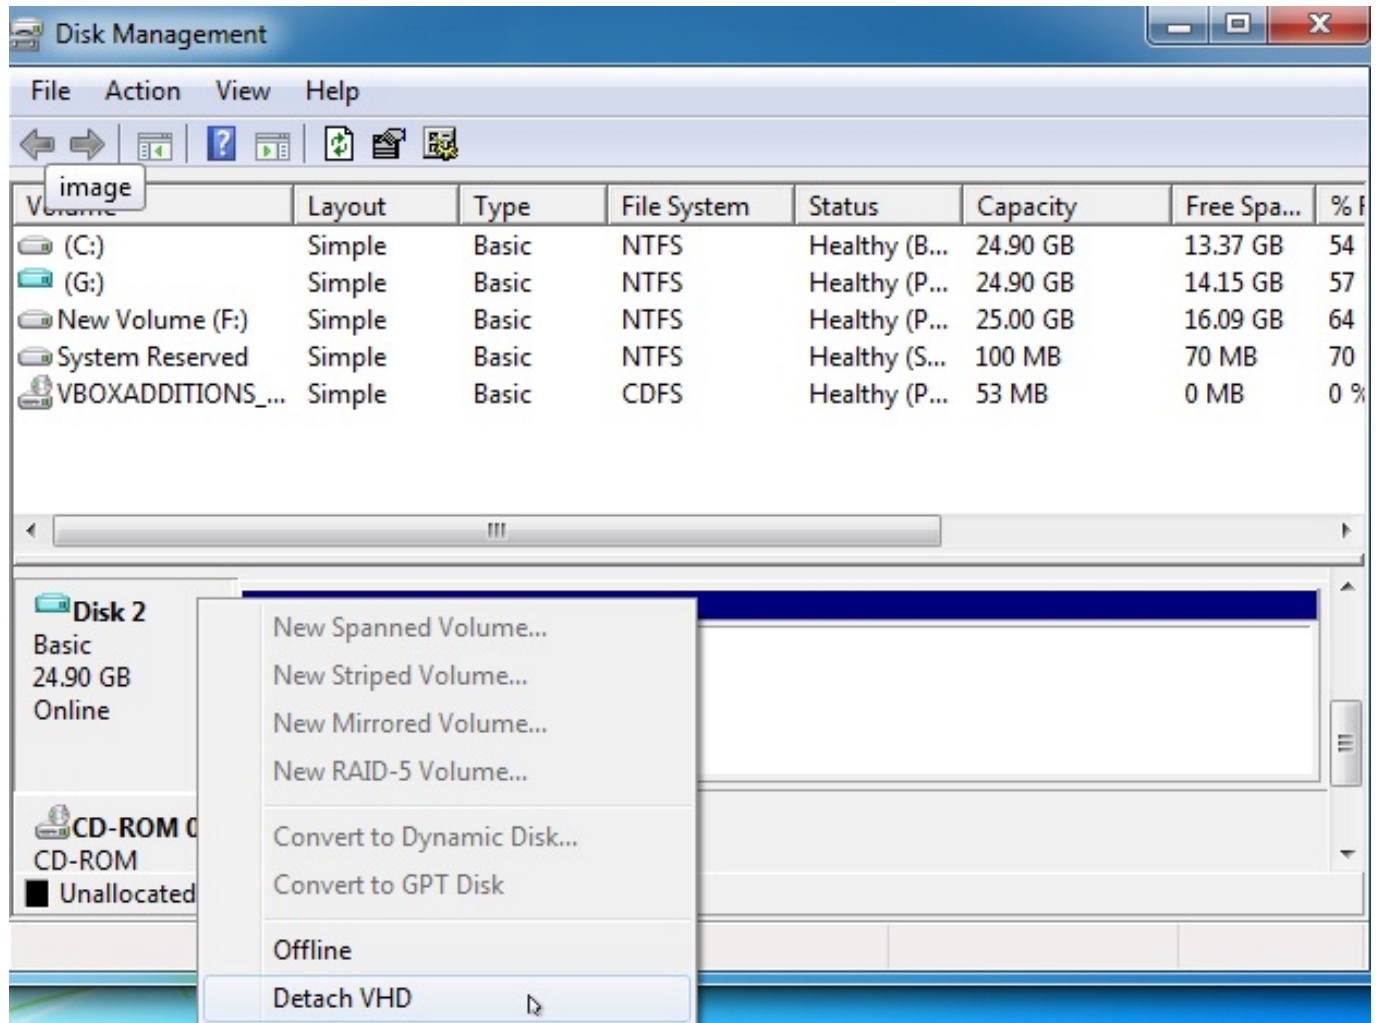 Disk Management
File Action View Help
image
Layout Type File System Status Capacity Free Spa... %
(C:) Simple Basic NTFS Healthy (B... 24.90 GB 13.37 GB 54
(G:) Simple Basic NTFS Healthy (P... 24.90 GB 14.15 GB 57
New Volume (F:) Simple Basic NTFS Healthy (P... 25.00 GB 16.09 GB 64
System Reserved Simple Basic NTFS Healthy (S... 100 MB 70 MB 70
VBOXADDITIONS_... Simple Basic CDFS Healthy (P... 53 MB 0 MB 0 %
Disk 2
Basic
24.90 GB
Online
CD-ROM 0
CD-ROM
Unallocated
New Spanned Volume...
New Striped Volume...
New Mirrored Volume...
New RAID-5 Volume...
Convert to Dynamic Disk...
Convert to GPT Disk
Offline
Detach VHD